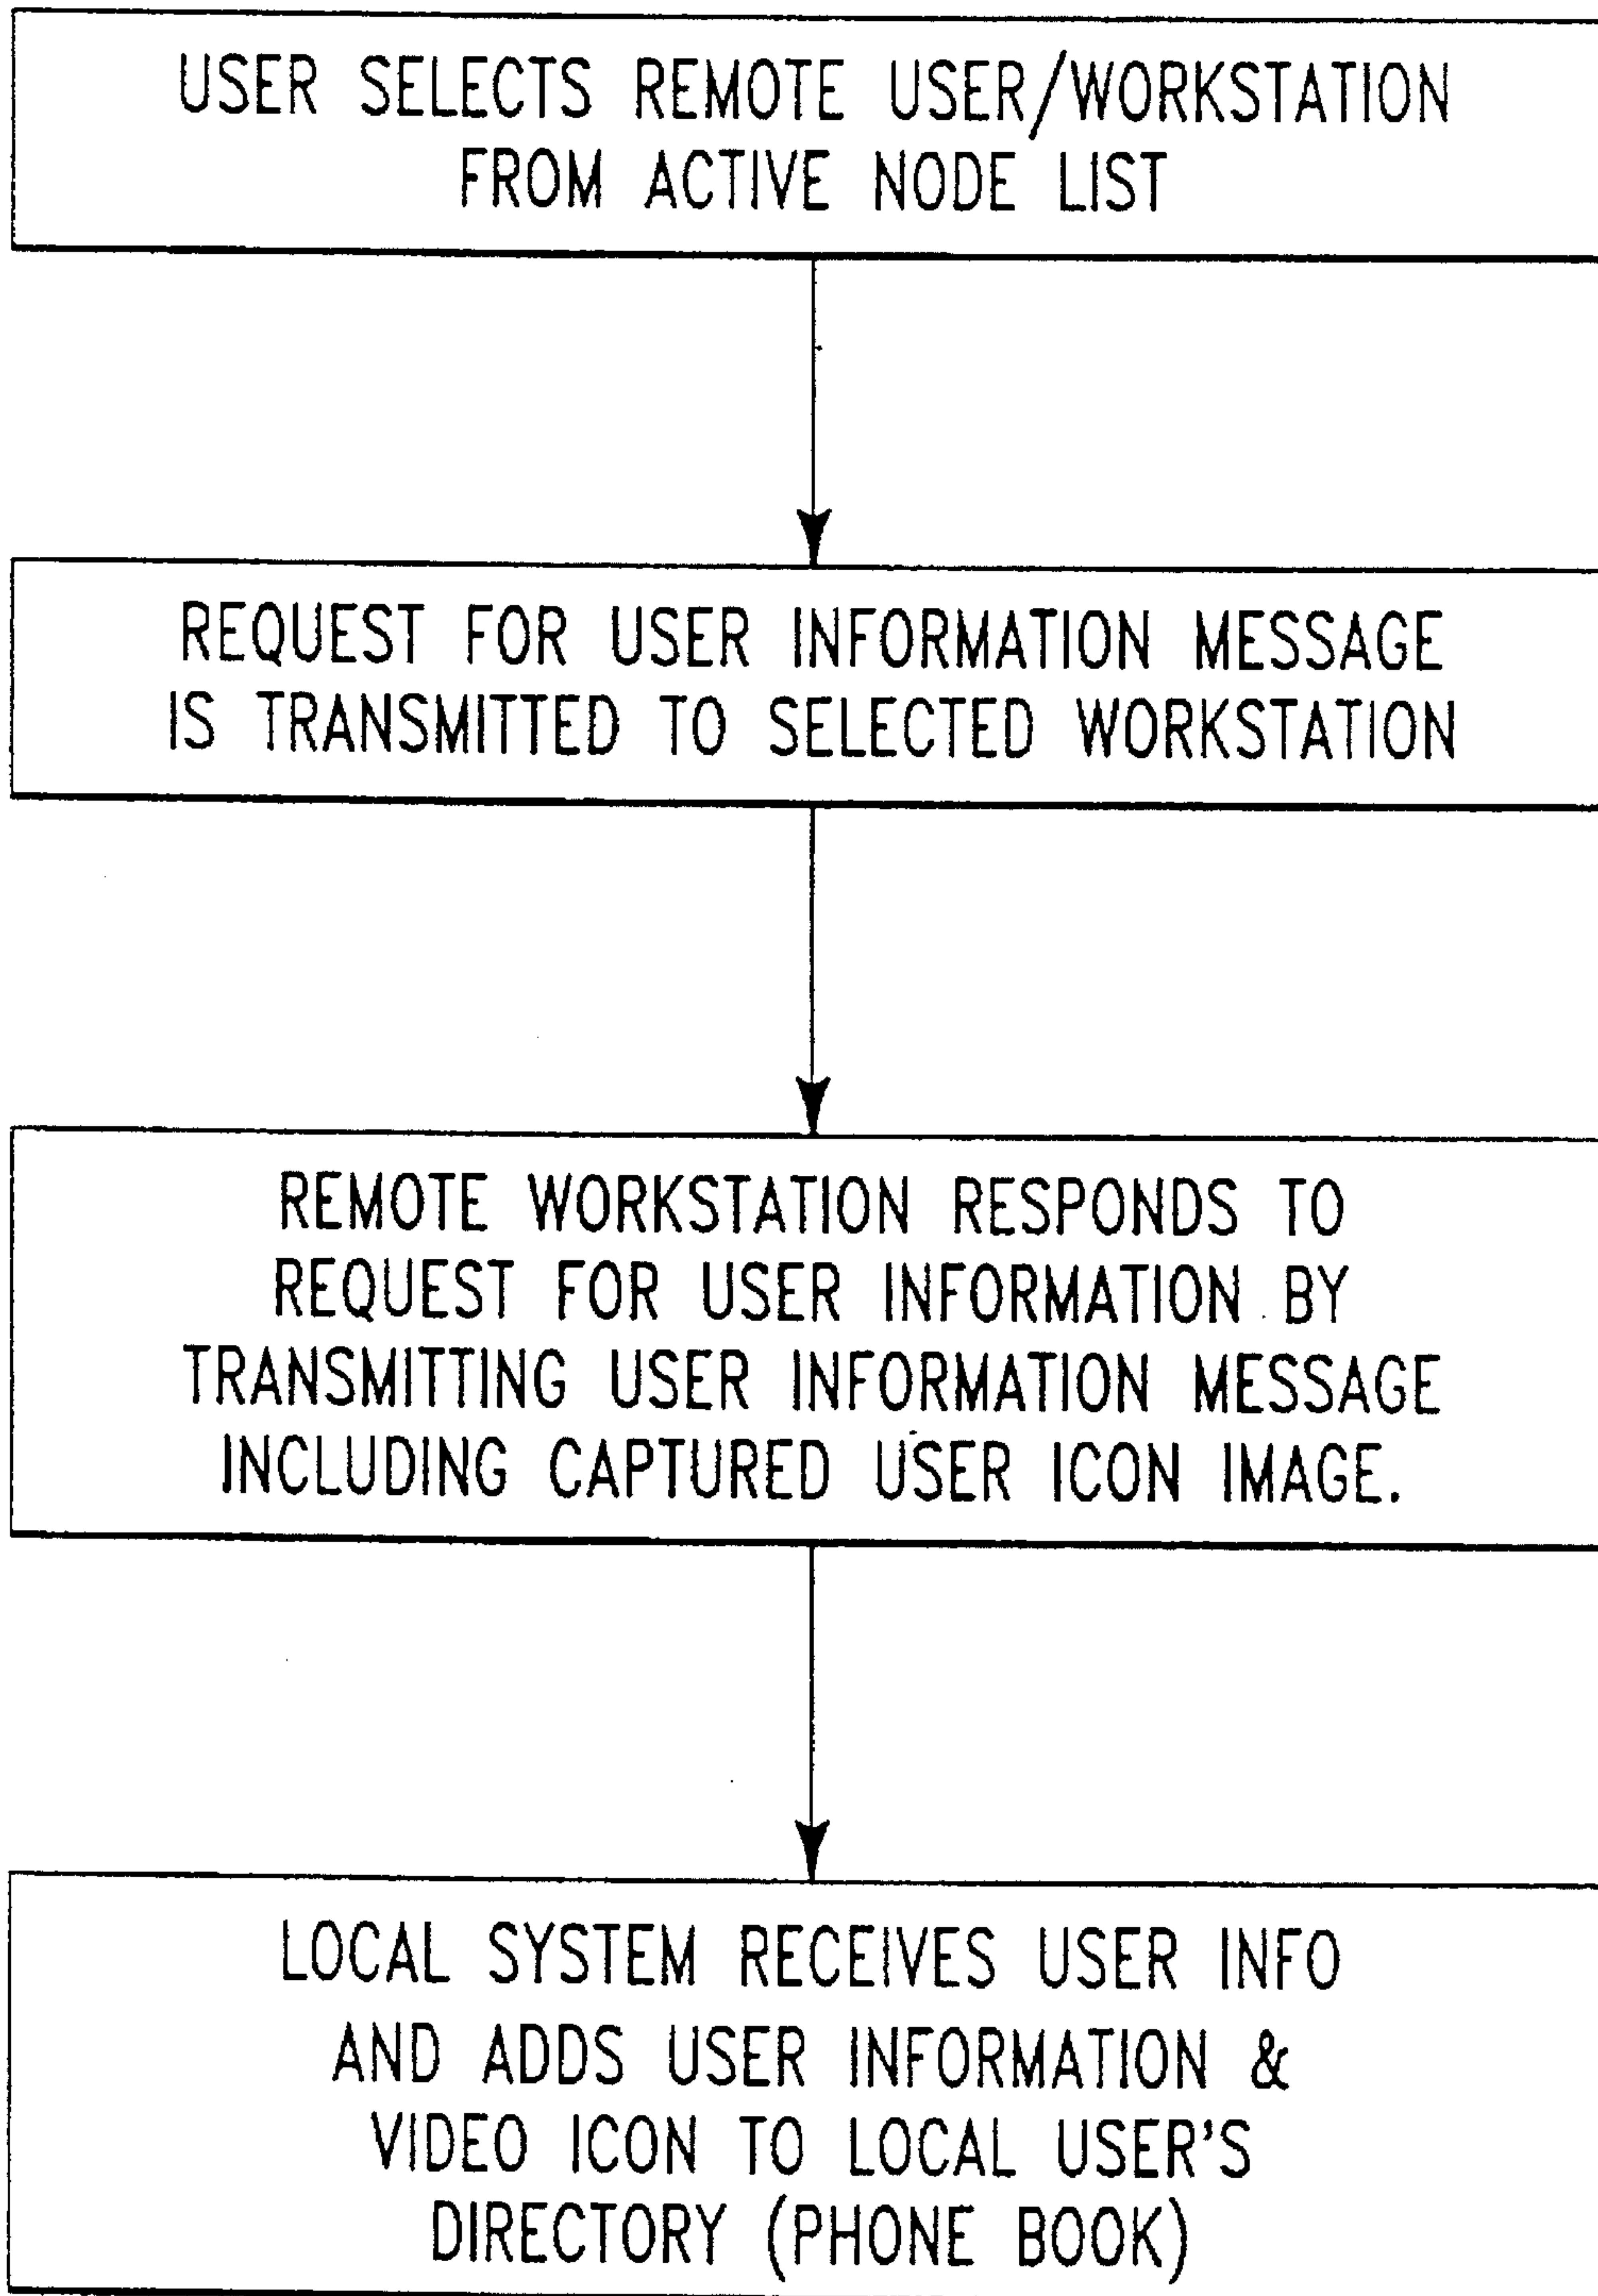 USER SELECTS REMOTE USER/WORKSTATION
FROM ACTIVE NODE LIST
REQUEST FOR USER INFORMATION MESSAGE
IS TRANSMITTED TO SELECTED WORKSTATION
REMOTE WORKSTATION RESPONDS TO
REQUEST FOR USER INFORMATION BY
TRANSMITTING USER INFORMATION MESSAGE
INCLUDING CAPTURED USER ICON IMAGE.
LOCAL SYSTEM RECEIVES USER INFO
AND ADDS USER INFORMATION &
VIDEO ICON TO LOCAL USER'S
DIRECTORY (PHONE BOOK)